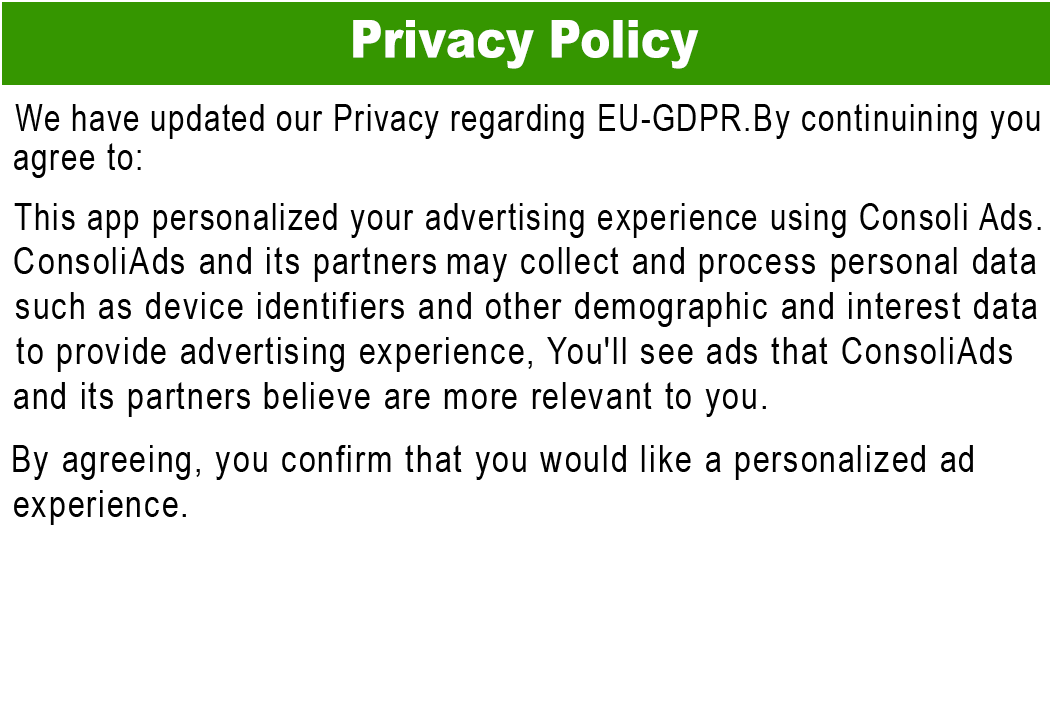 Privacy Policy
We have updated our Privacy regarding EU-GDPR.By continuining you
agree to:
This app personalized your advertising experience using Consoli Ads.
ConsoliAds and its partners may collect and process personal data
such as device identifiers and other demographic and interest data
to provide advertising experience, You'll see ads that ConsoliAds
and its partners believe are more relevant to you.
By agreeing, you confirm that you would like a personalized ad
experience.